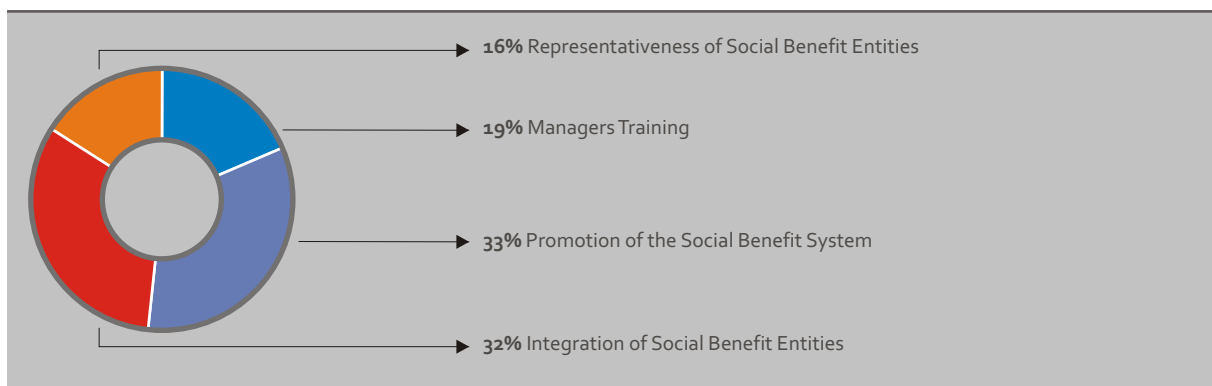 16% Representativeness of Social Benefit Entities
19% Managers Training
33% Promotion of the Social Benefit System
32% Integration of Social Benefit Entities